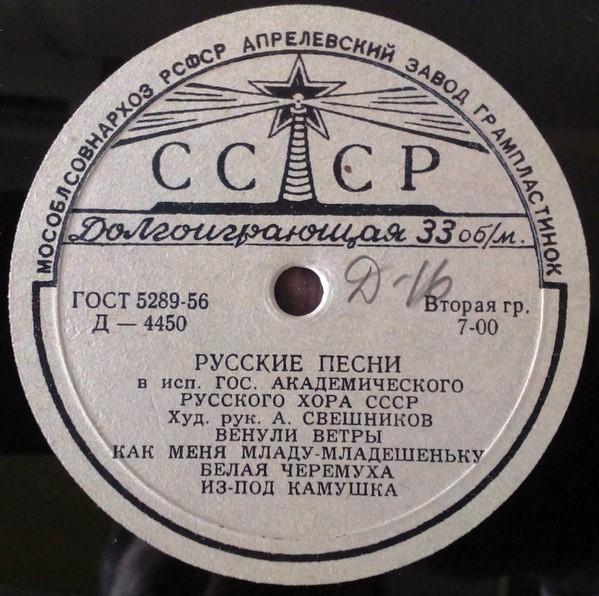 МОСОБЛСОВНАРХОЗ РСФСР АПРЕЛЕВСКИЙ ЗАВОД ГРАМПЛАСТИНОК
СССР
Долгоиграющая 33 об/м.
Д-16
ГОСТ 5289-56
Д — 4450
Вторая гр.
7-00
РУССКИЕ ПЕСНИ
в исп. ГОС. АКАДЕМИЧЕСКОГО
РУССКОГО ХОРА СССР
Худ. рук. А. СВЕШНИКОВ
ВЕНУЛИ ВЕТРЫ
КАК МЕНЯ МЛАДУ-МЛАДЕШЕНЬКУ
БЕЛАЯ ЧЕРЕМУХА
ИЗ-ПОД КАМУШКА